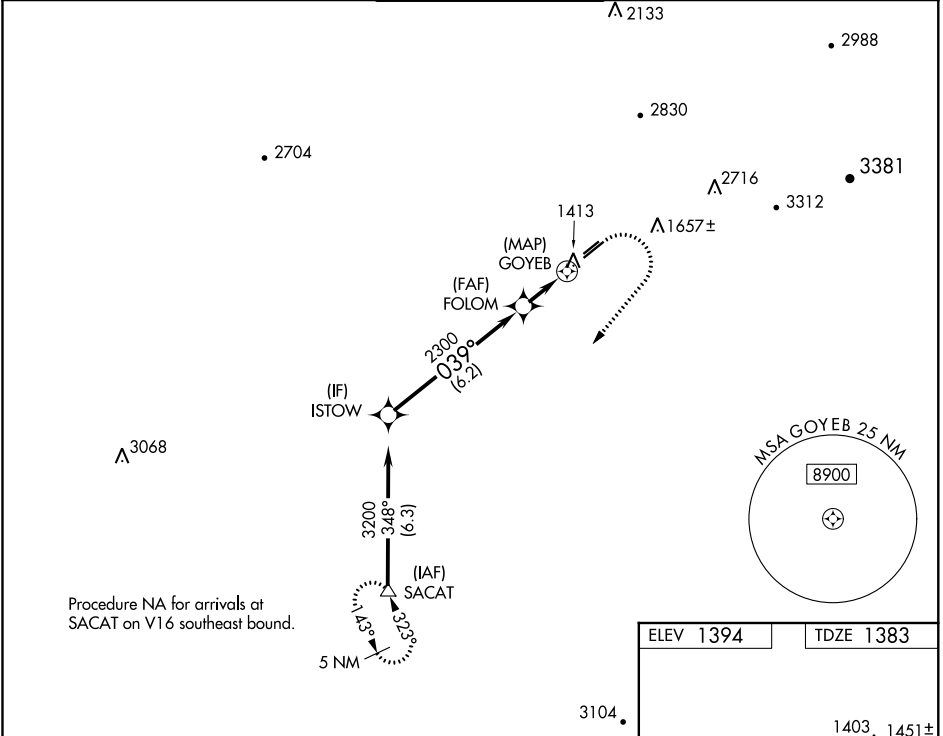 2133
2988
2830
2704
2716
3381
3312
1413
1657±
(MAP)
GOYEB
(FAF)
FOLOM
2300
039°
(6.2)
(IF)
ISTOW
3068
MSA GOYEB 25 NM
8900
3200
348°
(6.3)
(IAF)
SACAT
Procedure NA for arrivals at
SACAT on V16 southeast bound.
143°
323°
5 NM
ELEV 1394
TDZE 1383
3104
1403
1451±